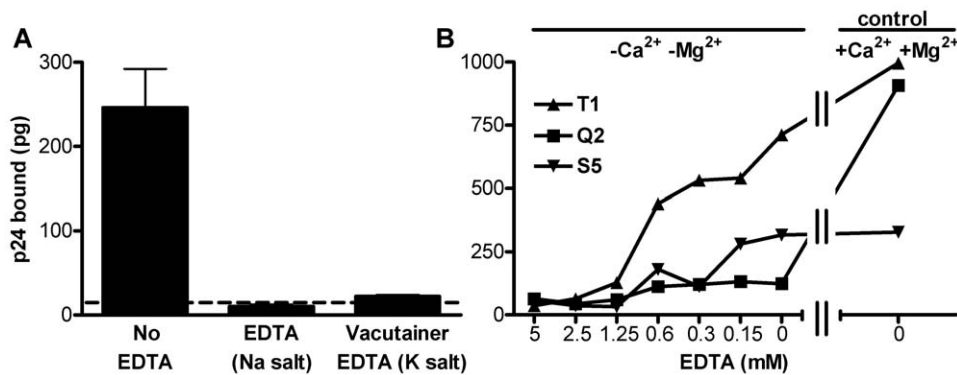 A
p24 bound (pg)
300
200
100
0
No EDTA
EDTA (Na salt)
Vacutainer EDTA (K salt)
B
-Ca²⁺ -Mg²⁺
control
+Ca²⁺ +Mg²⁺
1000
750
500
250
0
T1
Q2
S5
5 2.5 1.25 0.6 0.3 0.15 0 0
EDTA (mM)